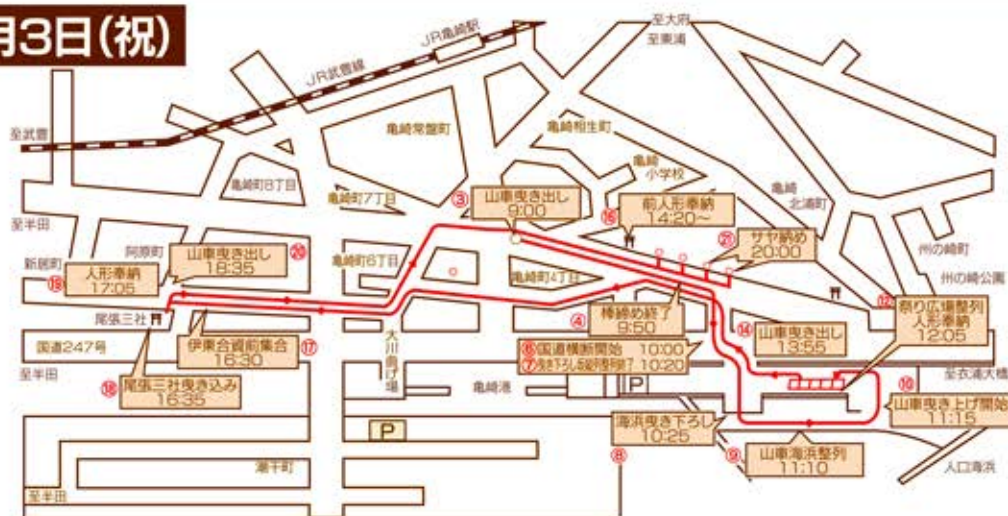 月3日(祝)
JR亀崎駅
JR武豊線
至大府
至東浦
至武豊
亀崎常盤町
亀崎相生町
亀崎
小学校
亀崎町8丁目
亀崎町7丁目
③
山車曳き出し
9:00
⑮
前人形奉納
14:20~
亀崎
北浦町
至半田
阿原町
山車曳き出し
18:35
⑳
亀崎町6丁目
亀崎町4丁目
㉑
サヤ納め
20:00
州の崎町
州の崎公園
新居町
⑲
人形奉納
17:05
尾張三社
④
棒締め終了
9:50
⑭
山車曳き出し
13:55
⑫
祭り広場整列
人形奉納
12:05
国道247号
伊東合資前集合
16:30
⑰
大川
⑥国道横断開始 10:00
⑦
10:20
至半田
⑱
尾張三社曳き込み
16:35
亀崎港
P
至衣浦大橋
⑩
山車曳き上げ開始
11:15
海浜曳き下ろし
10:25
⑧
⑨
山車海浜整列
11:10
人口海浜
P
潮干町
至半田